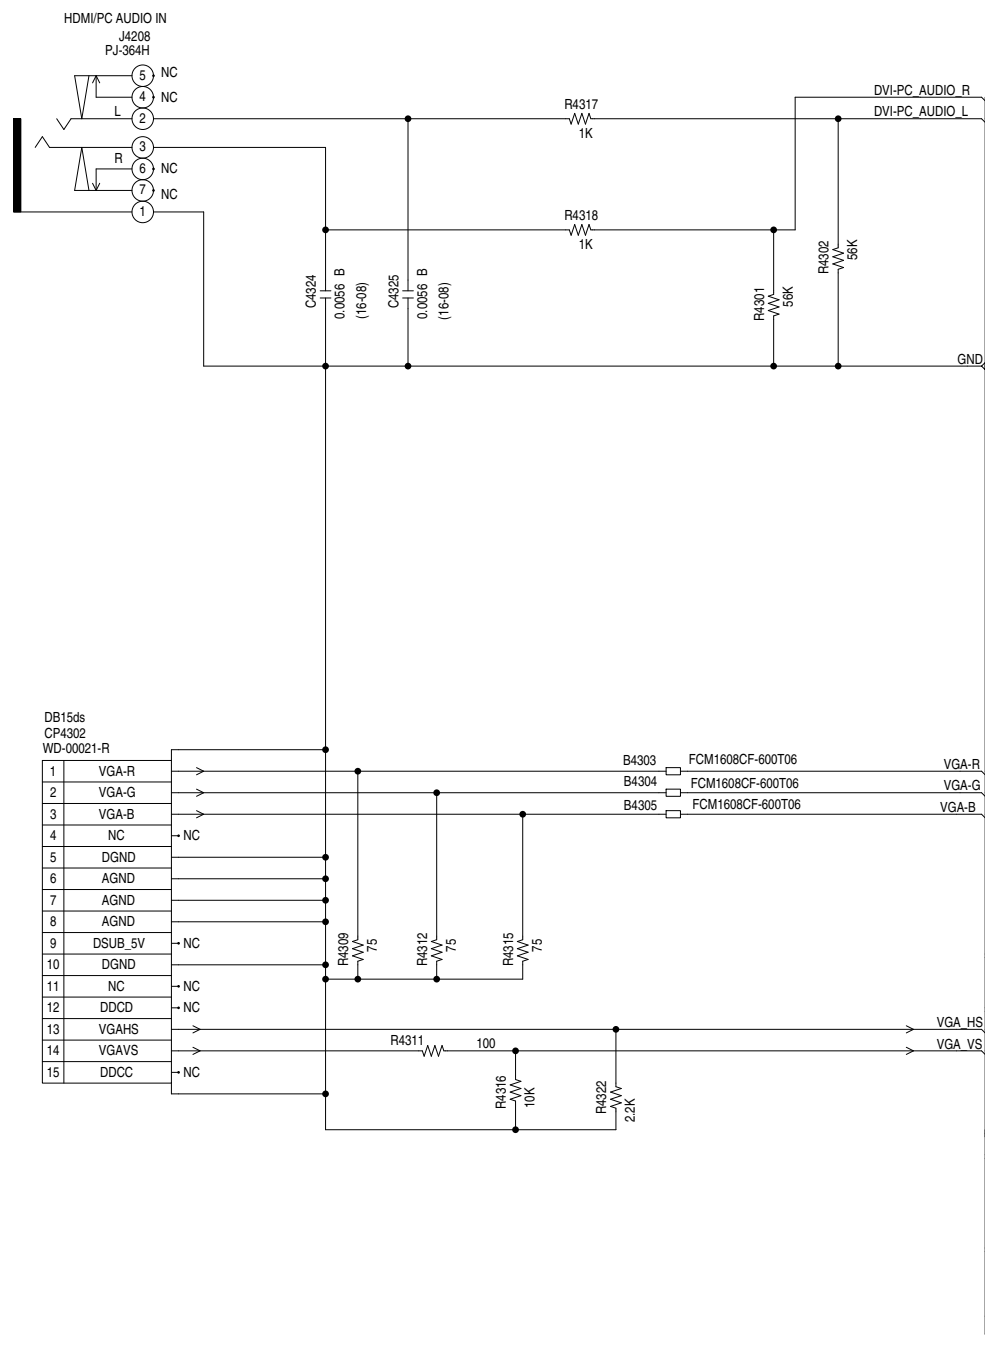 HDMI/PC AUDIO IN
J4208
PJ-364H
5 NC
4 NC
L 2
3
R 6 NC
7 NC
1
R4317
1K
DVI-PC_AUDIO_R
DVI-PC_AUDIO_L
R4318
1K
C4324
0.0056 B
(16-08)
C4325
0.0056 B
(16-08)
R4301
56K
R4302
56K
GND
DB15ds
CP4302
WD-00021-R
1 VGA-R
2 VGA-G
3 VGA-B
4 NC NC
5 DGND
6 AGND
7 AGND
8 AGND
9 DSUB_5V NC
10 DGND
11 NC NC
12 DDCD NC
13 VGAHS
14 VGAVS
15 DDCC NC
B4303 FCM1608CF-600T06 VGA-R
B4304 FCM1608CF-600T06 VGA-G
B4305 FCM1608CF-600T06 VGA-B
R4309
75
R4312
75
R4315
75
VGA_HS
R4311 100 VGA_VS
R4316
10K
R4322
2.2K